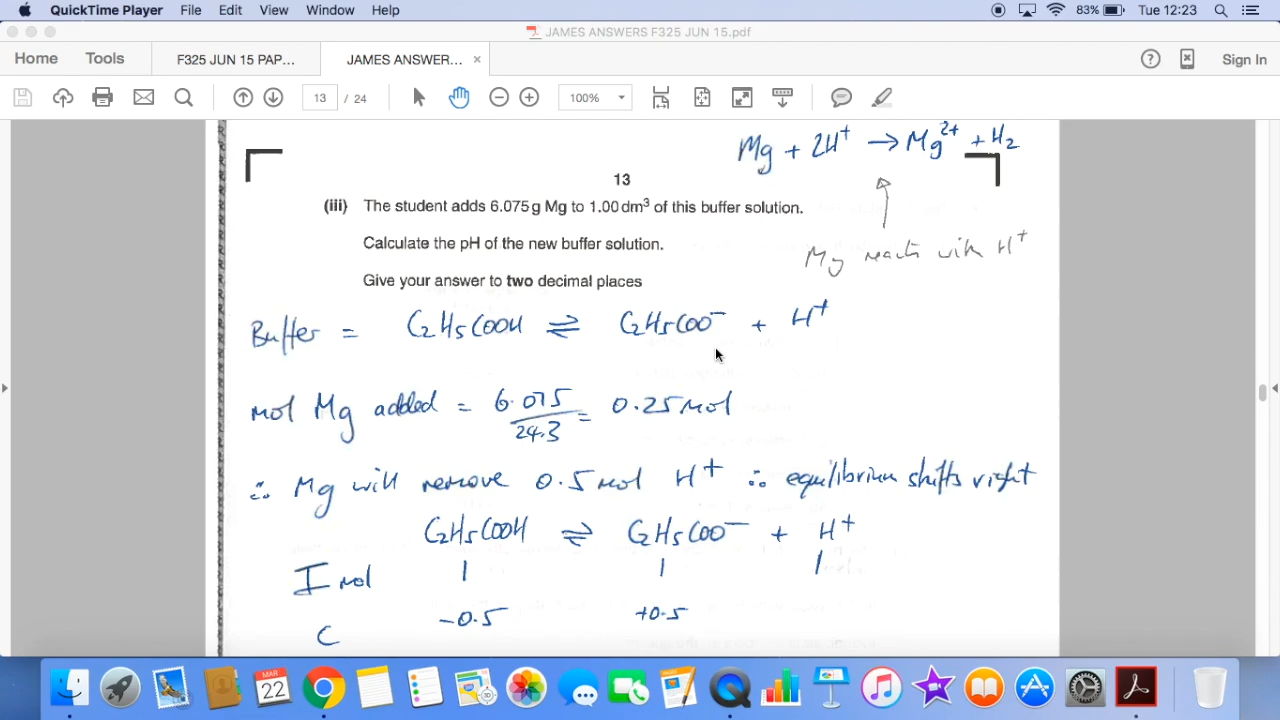 QuickTime Player File Edit View Window Help 83% Tue 12:23
JAMES ANSWERS F325 JUN 15.pdf
Home Tools F325 JUN 15 PAP... JAMES ANSWER... × Sign In
13 / 24 100%
Mg + 2H⁺ → Mg²⁺ + H₂
13
(iii) The student adds 6.075 g Mg to 1.00 dm³ of this buffer solution.
Calculate the pH of the new buffer solution.
Mg reacts with H⁺
Give your answer to two decimal places
Buffer = C₂H₅COOH ⇌ C₂H₅COO⁻ + H⁺
mol Mg added = 6.075 / 24.3 = 0.25 mol
∴ Mg will remove 0.5 mol H⁺ ∴ equilibrium shifts right
C₂H₅COOH ⇌ C₂H₅COO⁻ + H⁺
I mol 1 1 1
C -0.5 +0.5
MAR
22